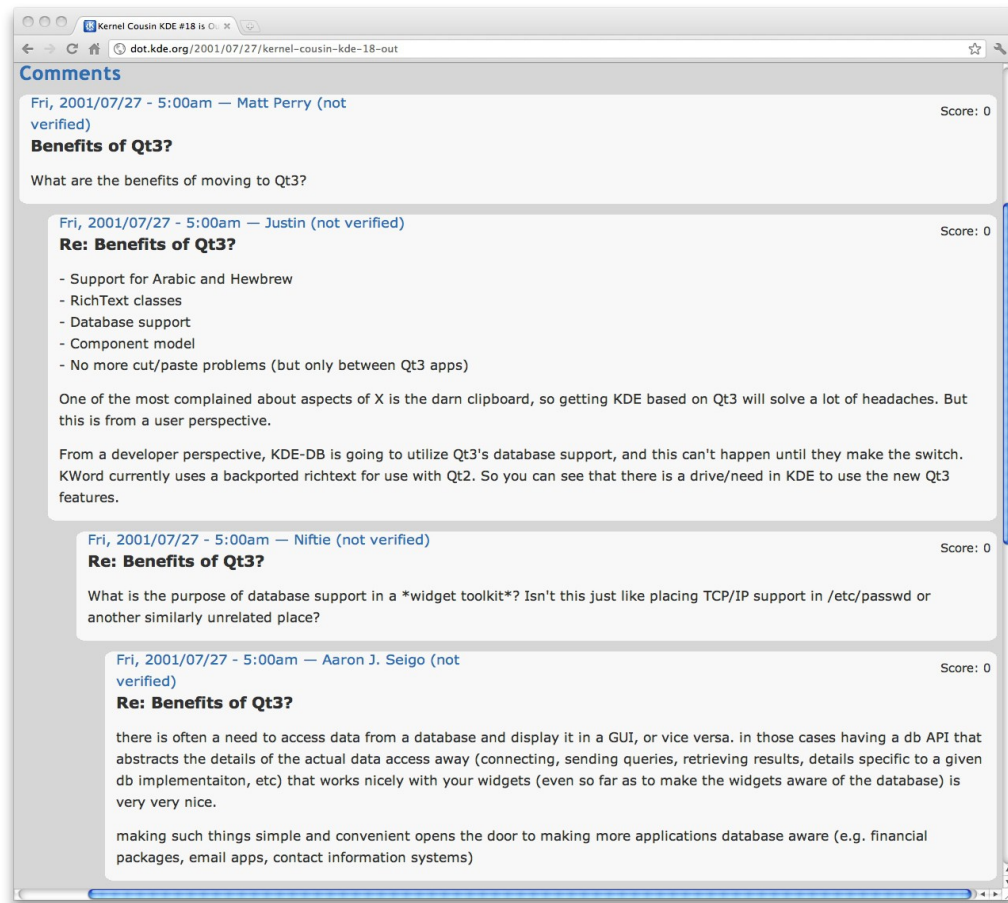 Kernel Cousin KDE #18 is O
dot.kde.org/2001/07/27/kernel-cousin-kde-18-out
Comments
Fri, 2001/07/27 - 5:00am — Matt Perry (not
verified)
Score: 0
Benefits of Qt3?
What are the benefits of moving to Qt3?
Fri, 2001/07/27 - 5:00am — Justin (not verified)
Score: 0
Re: Benefits of Qt3?
- Support for Arabic and Hewbrew
- RichText classes
- Database support
- Component model
- No more cut/paste problems (but only between Qt3 apps)
One of the most complained about aspects of X is the darn clipboard, so getting KDE based on Qt3 will solve a lot of headaches. But
this is from a user perspective.
From a developer perspective, KDE-DB is going to utilize Qt3's database support, and this can't happen until they make the switch.
KWord currently uses a backported richtext for use with Qt2. So you can see that there is a drive/need in KDE to use the new Qt3
features.
Fri, 2001/07/27 - 5:00am — Niftie (not verified)
Score: 0
Re: Benefits of Qt3?
What is the purpose of database support in a *widget toolkit*? Isn't this just like placing TCP/IP support in /etc/passwd or
another similarly unrelated place?
Fri, 2001/07/27 - 5:00am — Aaron J. Seigo (not
verified)
Score: 0
Re: Benefits of Qt3?
there is often a need to access data from a database and display it in a GUI, or vice versa. in those cases having a db API that
abstracts the details of the actual data access away (connecting, sending queries, retrieving results, details specific to a given
db implementaiton, etc) that works nicely with your widgets (even so far as to make the widgets aware of the database) is
very very nice.
making such things simple and convenient opens the door to making more applications database aware (e.g. financial
packages, email apps, contact information systems)